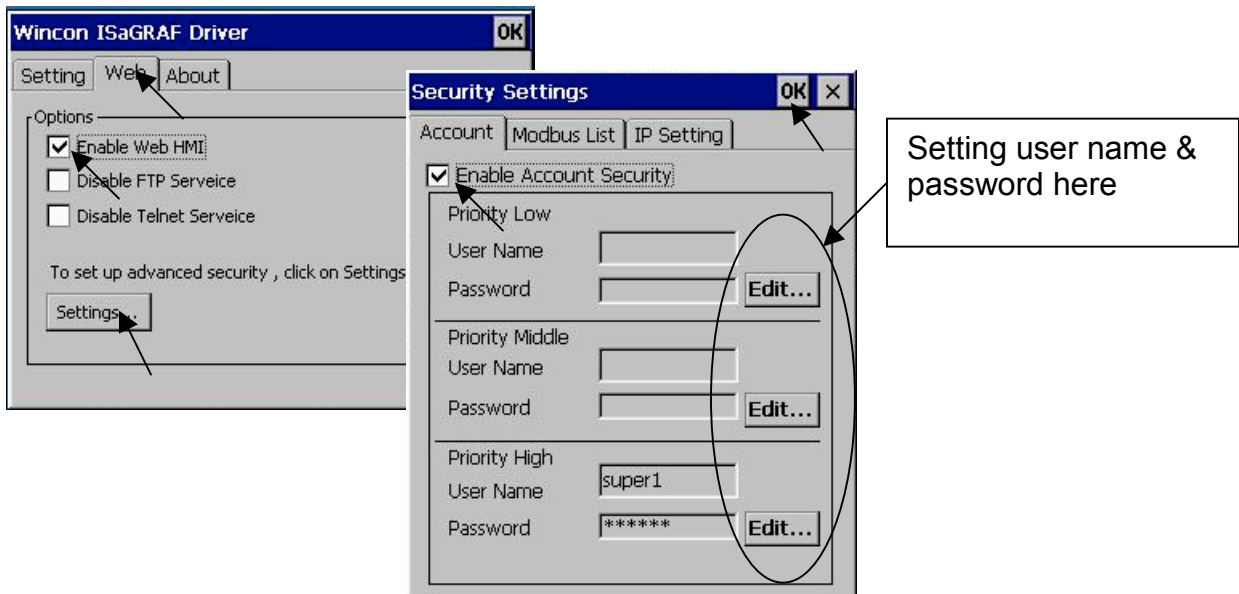 Wincon ISaGRAF Driver OK
Setting Web About
Options
Enable Web HMI
Disable FTP Serveice
Disable Telnet Serveice
To set up advanced security , click on Settings
Settings...
Security Settings OK ×
Account Modbus List IP Setting
Enable Account Security
Priority Low
User Name
Password Edit...
Priority Middle
User Name
Password Edit...
Priority High
User Name super1
Password ****** Edit...
Setting user name &
password here